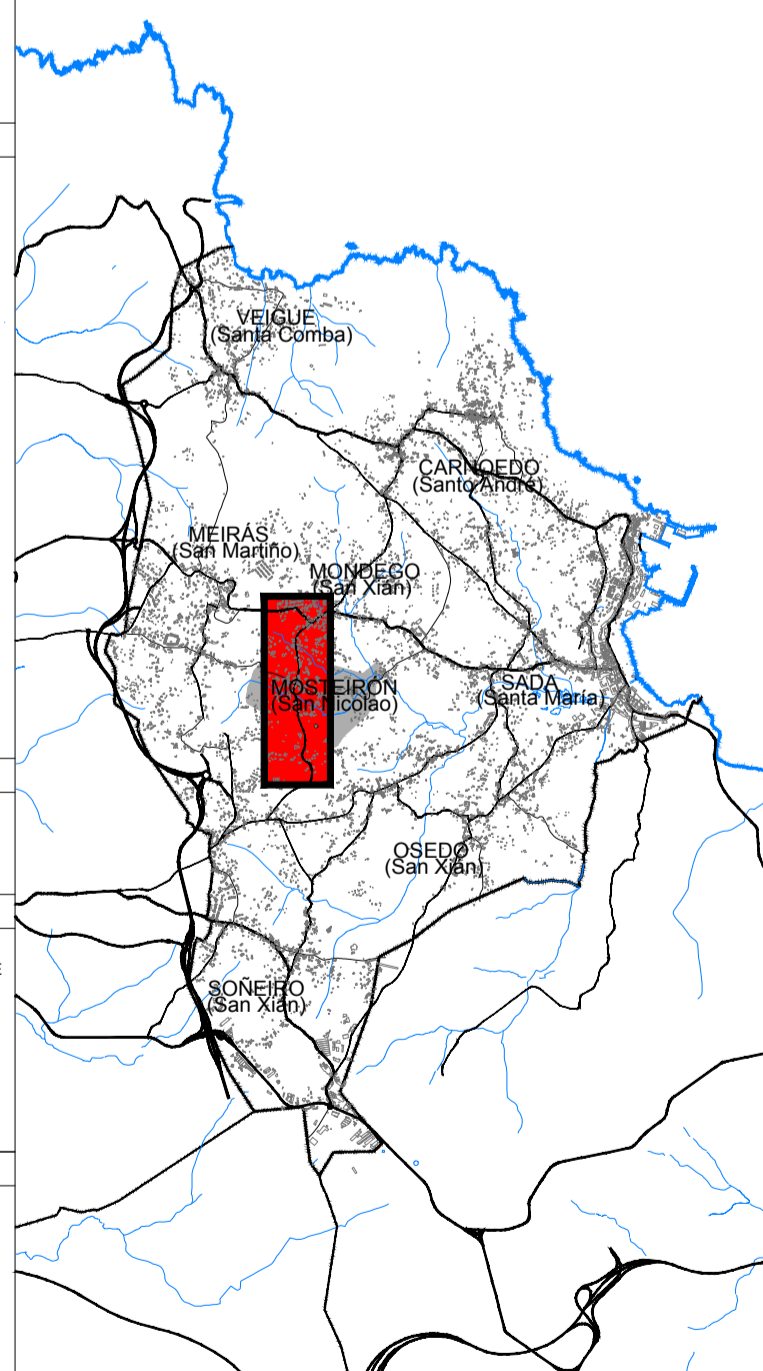 VEIGUE
(Santa Comba)
CARNOEDO
(Santo André)
MEIRÁS
(San Martiño)
MONDEGO
(San Xián)
MOSTEIRÓN
(San Nicolao)
SADA
(Santa María)
OSEDO
(San Xián)
SOÑEIRO
(San Xián)